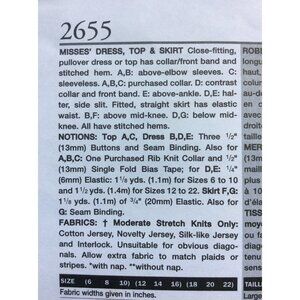 2655
MISSES' DRESS, TOP & SKIRT Close-fitting,
pullover dress or top has collar/front band and
stitched hem. A,B: above-elbow sleeves. C:
sleeveless. A,B,C: purchased collar. D: contrast
collar and front band. E: above-ankle. D,E: hal-
ter, side slit. Fitted, straight skirt has elastic
waist. B,F: above mid-knee. D,G: below mid-
knee. All have stitched hems.
NOTIONS: Top A,C, Dress B,D,E: Three 1/2"
(13mm) Buttons and Seam Binding. Also for
A,B,C: One Purchased Rib Knit Collar and 1/2"
(13mm) Single Fold Bias Tape; for D,E: 1/4"
(6mm) Elastic: 1 1/8 yds. (1.1m) for Sizes 6 to 10
and 1 1/2 yds. (1.4m) for Sizes 12 to 22. Skirt F,G:
1 1/8 yds. (1.1m) of 3/4" (20mm) Elastic. Also for
G: Seam Binding.
FABRICS: † Moderate Stretch Knits Only:
Cotton Jersey, Novelty Jersey, Silk-like Jersey
and Interlock. Unsuitable for obvious diago-
nals. Allow extra fabric to match plaids or
stripes. *with nap. **without nap.
SIZE (6 8 10) (12 14 16) (18 20 22)
Fabric widths given in inches.
ROBE
TISS
TAILL
Large